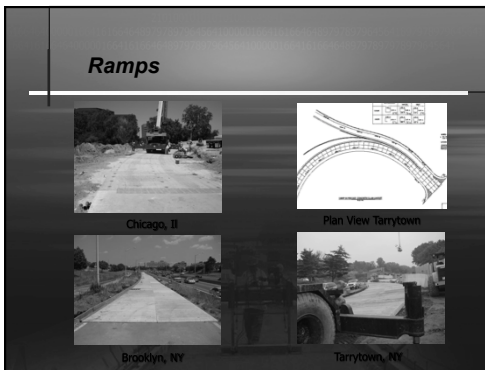 Ramps
Chicago, Il
Plan View Tarrytown
Brooklyn, NY
Tarrytown, NY